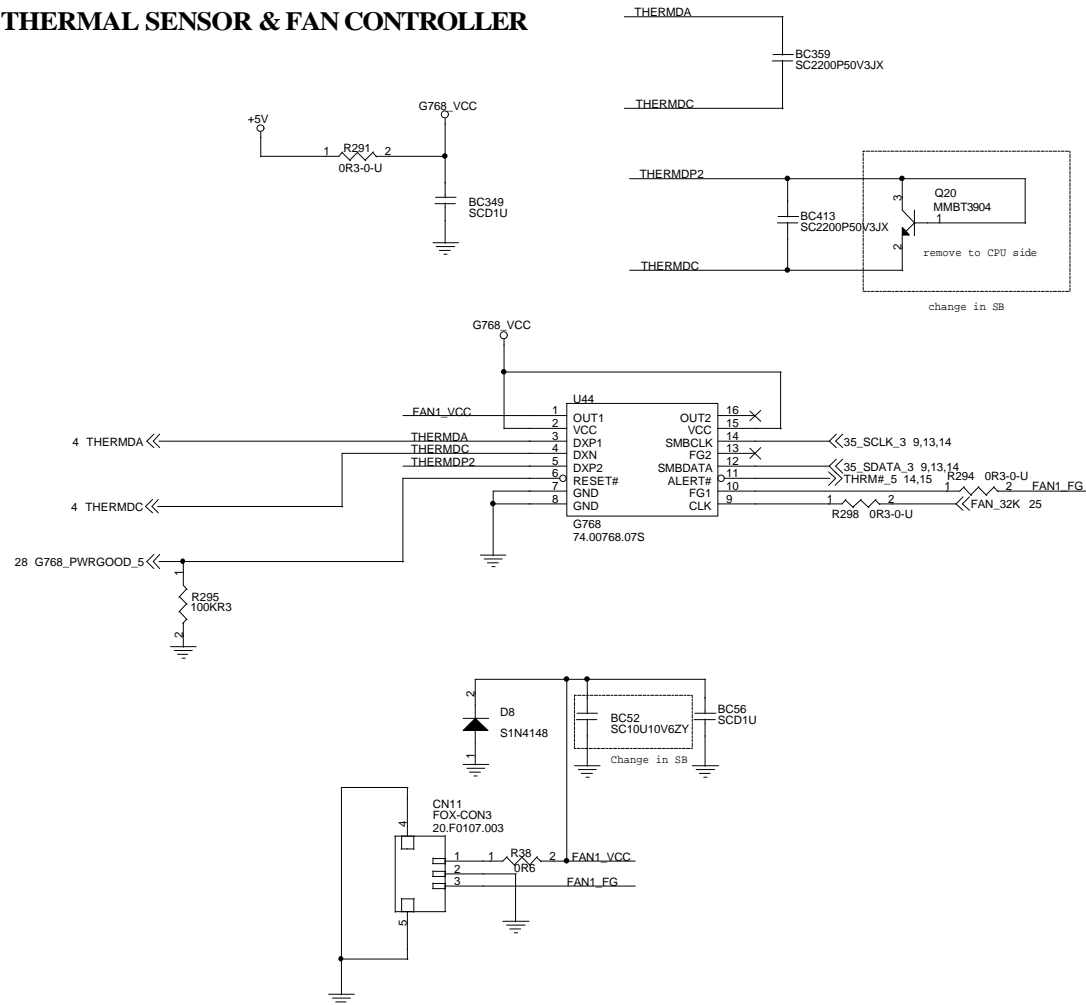 THERMAL SENSOR & FAN CONTROLLER
THERMDA
BC359
SC2200P50V3JX
THERMDC
G768_VCC
+5V
1 R291 2
0R3-0-U
BC349
SCD1U
THERMDP2
BC413
SC2200P50V3JX
3
Q20
MMBT3904
1
2
remove to CPU side
THERMDC
change in SB
G768_VCC
U44
FAN1_VCC 1 OUT1 OUT2 16
2 VCC VCC 15
4 THERMDA THERMDA 3 DXP1 SMBCLK 14 35_SCLK_3 9,13,14
THERMDC 4 DXN FG2 13
THERMDP2 5 DXP2 SMBDATA 12 35_SDATA_3 9,13,14
6 RESET# ALERT# 11 THRM#_5 14,15
7 GND FG1 10 1 R294 0R3-0-U 2 FAN1_FG
4 THERMDC 8 GND CLK 9 1 2 FAN_32K 25
R298 0R3-0-U
G768
74.00768.07S
28 G768_PWRGOOD_5
1
R295
100KR3
2
2
D8
S1N4148
1
BC52
SC10U10V6ZY
Change in SB
BC56
SCD1U
CN11
FOX-CON3
20.F0107.003
4
1 1 R38 2 FAN1_VCC
0R6
2
3 FAN1_FG
5